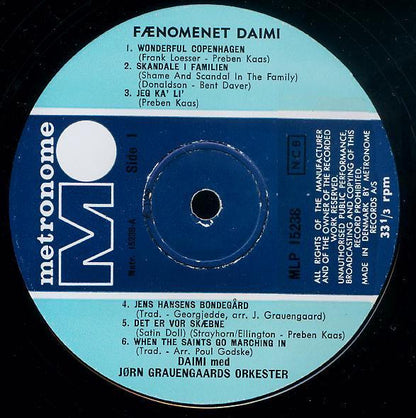 FÆNOMENET DAIMI
1. WONDERFUL COPENHAGEN
(Frank Loesser - Preben Kaas)
2. SKANDALE I FAMILIEN
(Shame And Scandal In The Family)
(Donaldson - Bent Daver)
3. JEG KA' LI'
(Preben Kaas)
metronome
Matr. 15238-A
Side 1
NCB
MLP 15238
ALL RIGHTS OF THE MANUFACTURER
AND OF THE OWNER OF THE RECORDED
WORK RESERVED.
UNAUTHORISED PUBLIC PERFORMANCE,
BROADCASTING AND COPYING OF THIS
RECORD PROHIBITED.
MADE IN DENMARK BY METRONOME
RECORDS A/S
33 1/3 rpm
4. JENS HANSENS BONDEGÅRD
(Trad. - Georgjedde, arr. J. Grauengaard)
5. DET ER VOR SKÆBNE
(Satin Doll) (Strayhorn/Ellington - Preben Kaas)
6. WHEN THE SAINTS GO MARCHING IN
(Trad. - Arr. Paul Godske)
DAIMI med
JØRN GRAUENGAARDS ORKESTER